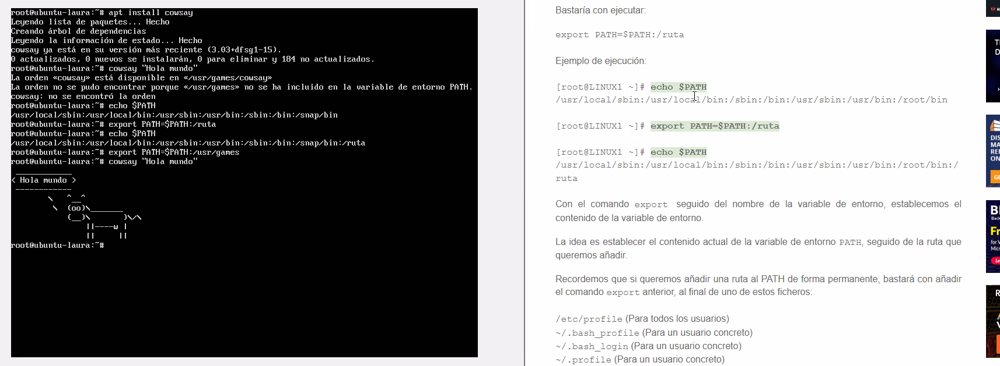 root@ubuntu-laura:~# apt install cowsay
Leyendo lista de paquetes... Hecho
Creando árbol de dependencias
Leyendo la información de estado... Hecho
cowsay ya está en su versión más reciente (3.03+dfsg1-15).
0 actualizados, 0 nuevos se instalarán, 0 para eliminar y 184 no actualizados.
root@ubuntu-laura:~# cowsay "Hola mundo"
La orden «cowsay» está disponible en «/usr/games/cowsay»
La orden no se pudo encontrar porque «/usr/games» no se ha incluido en la variable de entorno PATH.
cowsay: no se encontró la orden
root@ubuntu-laura:~# echo $PATH
/usr/local/sbin:/usr/local/bin:/usr/sbin:/usr/bin:/sbin:/bin:/snap/bin
root@ubuntu-laura:~# export PATH=$PATH:/ruta
root@ubuntu-laura:~# echo $PATH
/usr/local/sbin:/usr/local/bin:/usr/sbin:/usr/bin:/sbin:/bin:/snap/bin:/ruta
root@ubuntu-laura:~# export PATH=$PATH:/usr/games
root@ubuntu-laura:~# cowsay "Hola mundo"
 ____________
< Hola mundo >
 ------------
        \   ^__^
         \  (oo)\_______
            (__)\       )\/\
                ||----w |
                ||     ||
root@ubuntu-laura:~#
Bastaría con ejecutar:
export PATH=$PATH:/ruta
Ejemplo de ejecución:
[root@LINUX1 ~]# echo $PATH
/usr/local/sbin:/usr/local/bin:/sbin:/bin:/usr/sbin:/usr/bin:/root/bin
[root@LINUX1 ~]# export PATH=$PATH:/ruta
[root@LINUX1 ~]# echo $PATH
/usr/local/sbin:/usr/local/bin:/sbin:/bin:/usr/sbin:/usr/bin:/root/bin:/
ruta
Con el comando export seguido del nombre de la variable de entorno, establecemos el
contenido de la variable de entorno.
La idea es establecer el contenido actual de la variable de entorno PATH, seguido de la ruta que
queremos añadir.
Recordemos que si queremos añadir una ruta al PATH de forma permanente, bastará con añadir
el comando export anterior, al final de uno de estos ficheros:
/etc/profile (Para todos los usuarios)
~/.bash_profile (Para un usuario concreto)
~/.bash_login (Para un usuario concreto)
~/.profile (Para un usuario concreto)